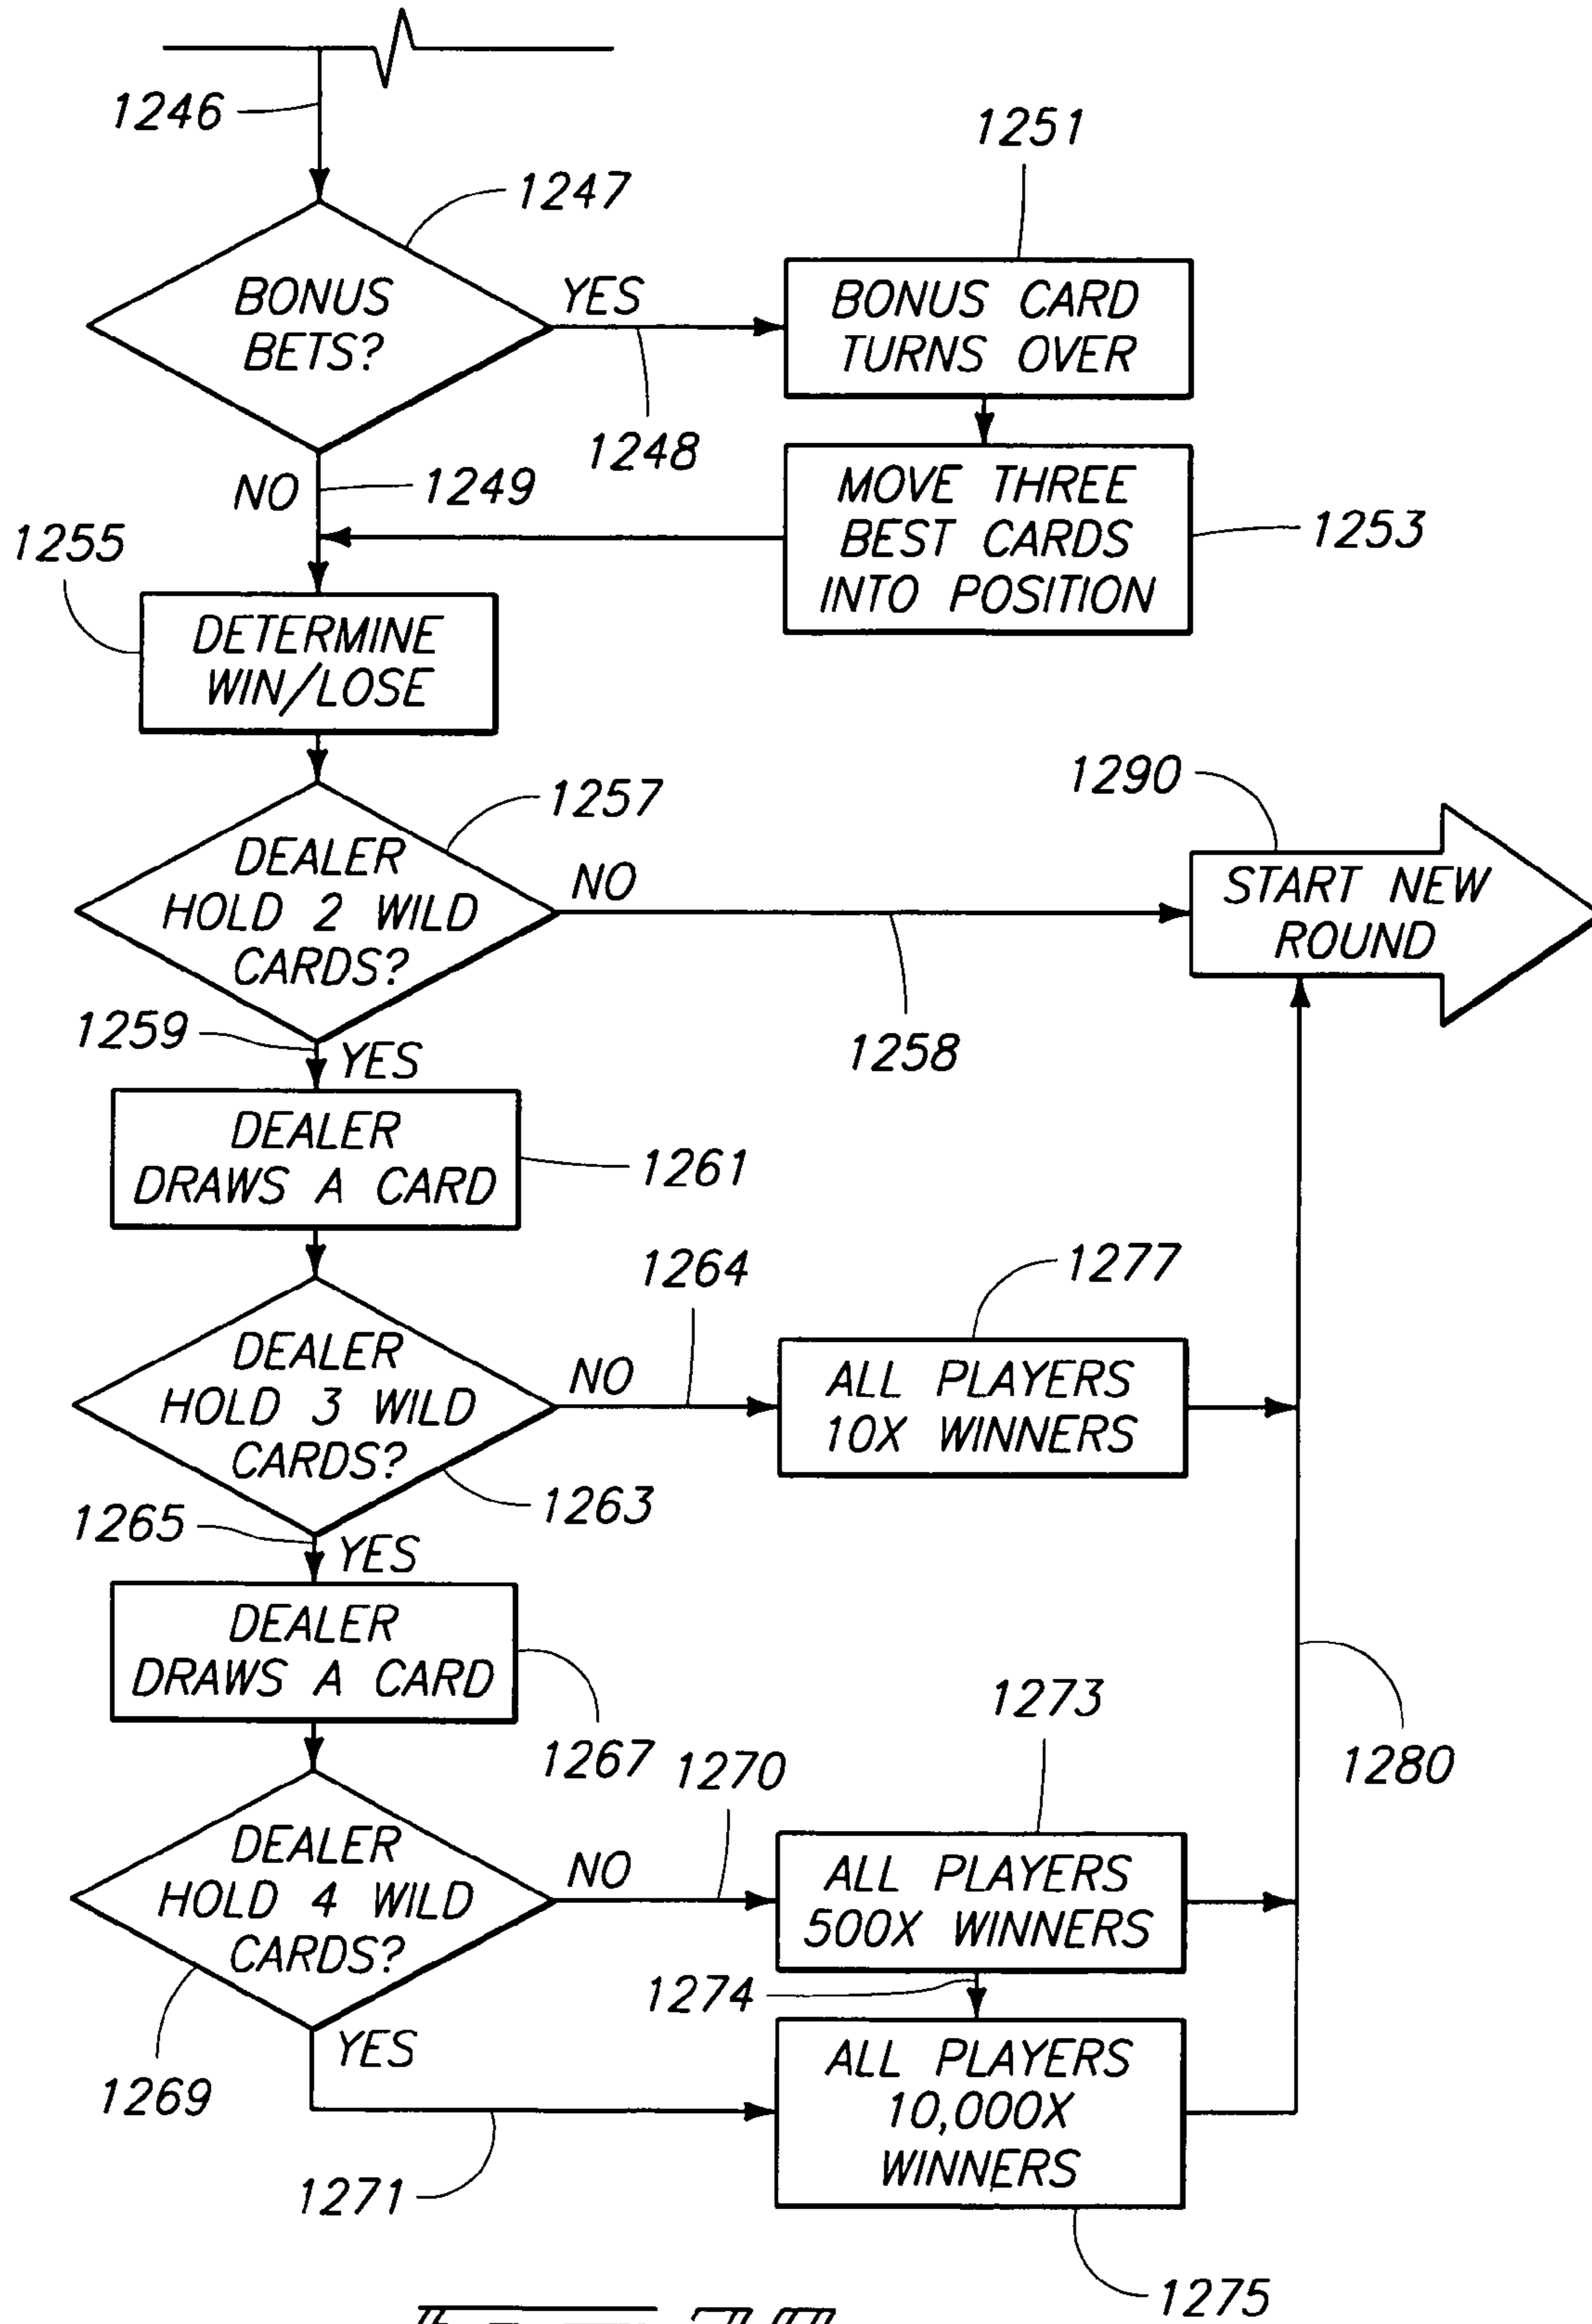 1246
1251
1247
BONUS
BETS?
YES
BONUS CARD
TURNS OVER
1248
NO
1249
MOVE THREE
BEST CARDS
INTO POSITION
1253
1255
DETERMINE
WIN/LOSE
1257
1290
DEALER
HOLD 2 WILD
CARDS?
NO
START NEW
ROUND
1259
YES
1258
DEALER
DRAWS A CARD
1261
1264
1277
DEALER
HOLD 3 WILD
CARDS?
NO
ALL PLAYERS
10X WINNERS
1263
1265
YES
DEALER
DRAWS A CARD
1267
1270
1273
1280
DEALER
HOLD 4 WILD
CARDS?
NO
ALL PLAYERS
500X WINNERS
1274
YES
1269
ALL PLAYERS
10,000X
WINNERS
1271
1275